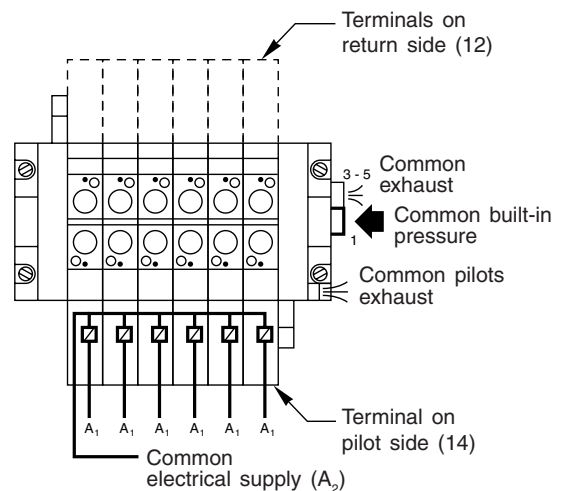 Terminals on
return side (12)
3 - 5
Common
exhaust
Common built-in
pressure
1
Common pilots
exhaust
A₁ A₁ A₁ A₁ A₁ A₁
Terminal on
pilot side (14)
Common
electrical supply (A₂)